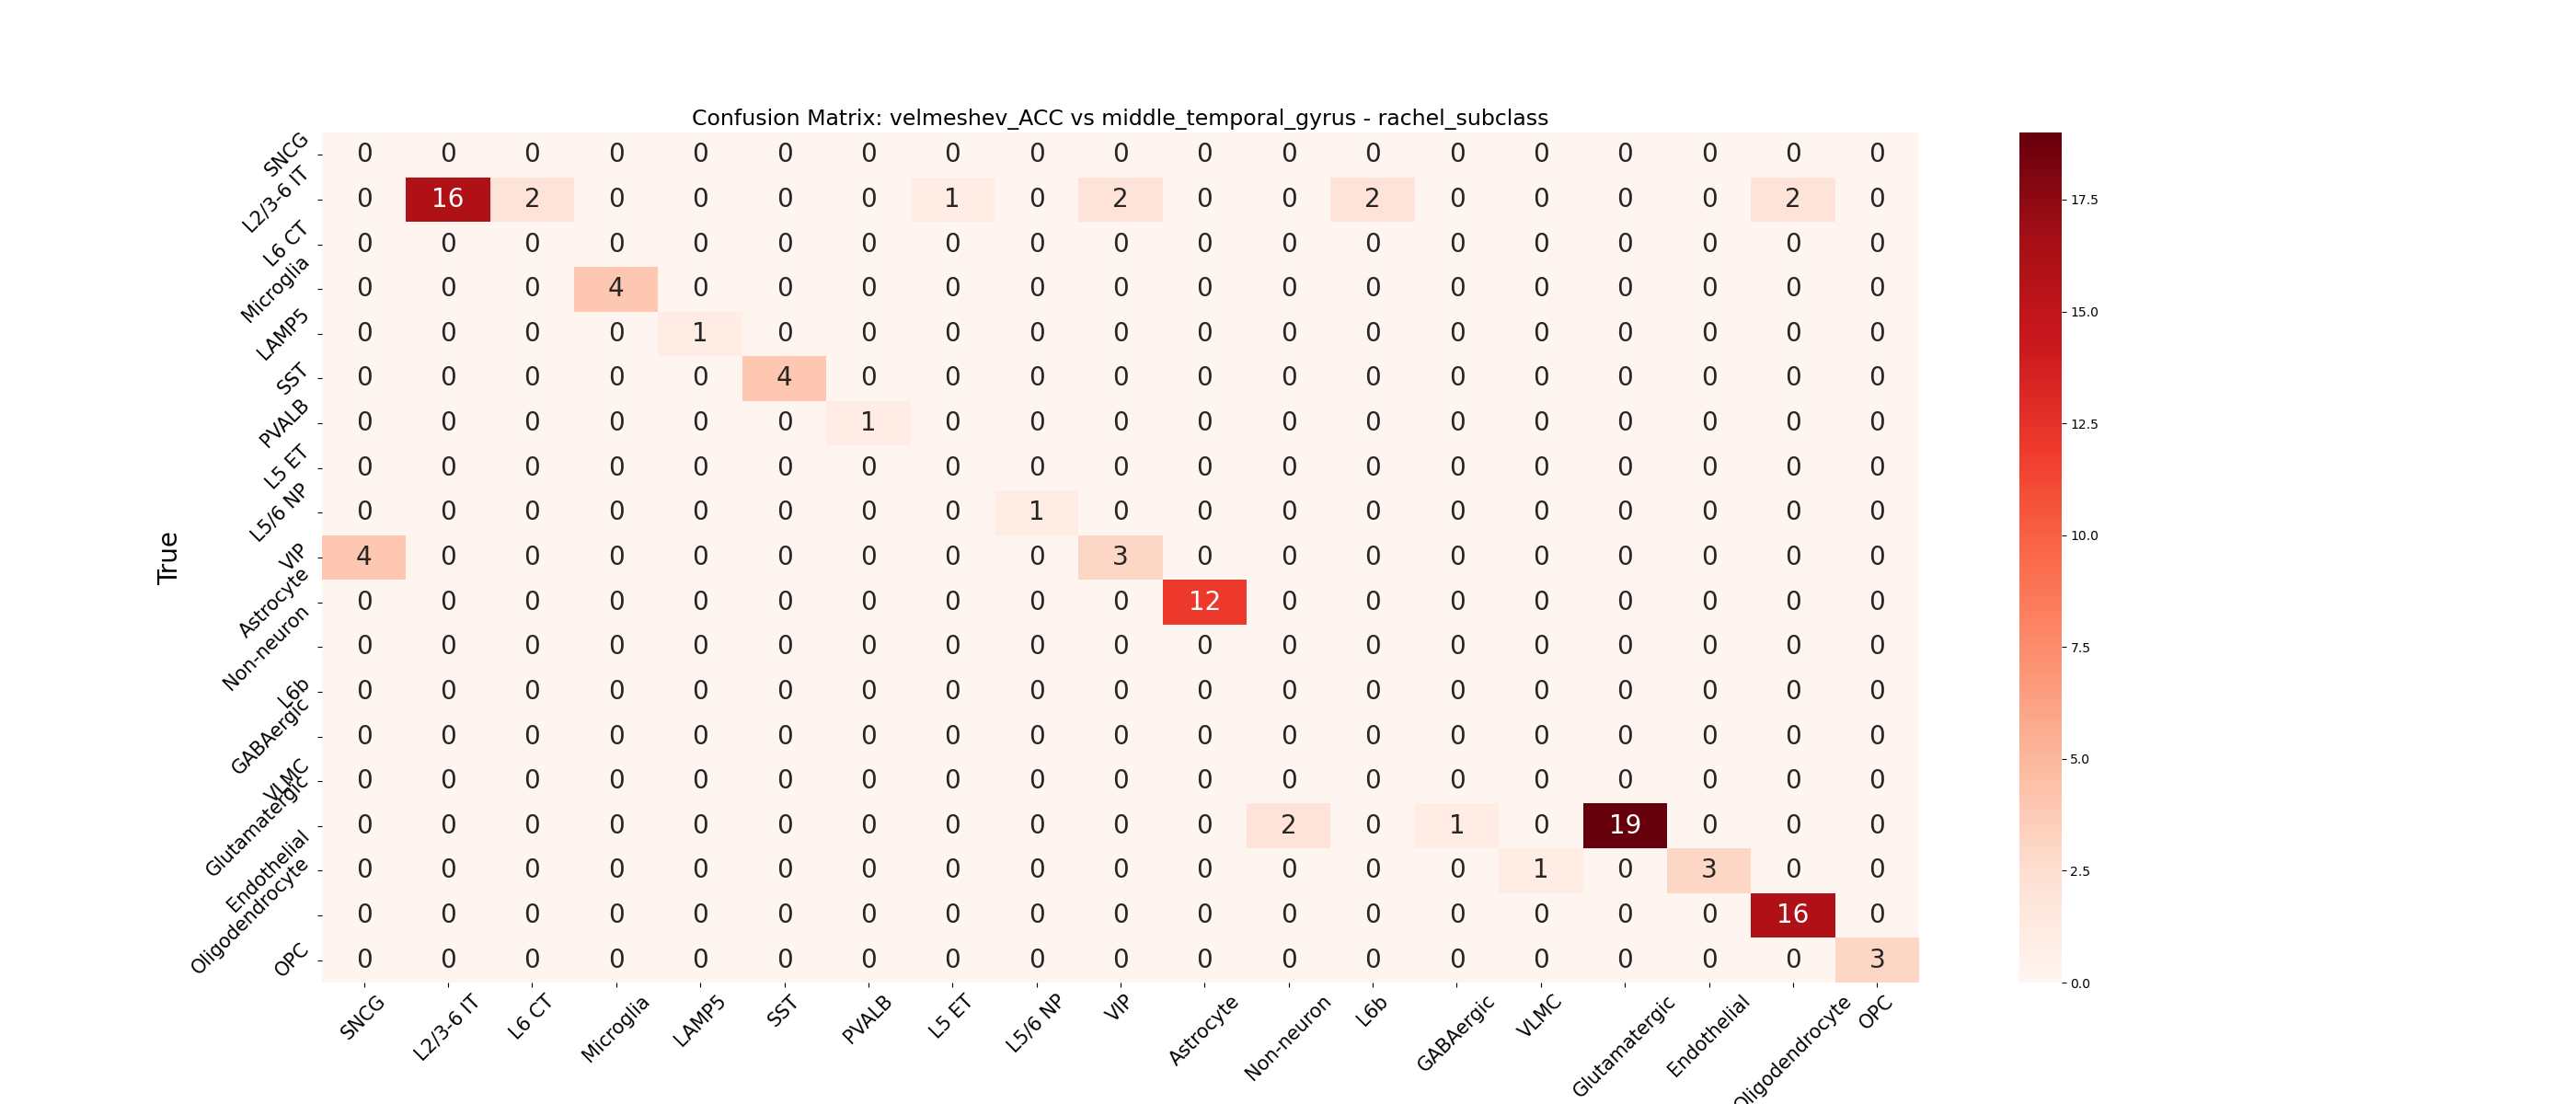 Confusion Matrix: velmeshev_ACC vs middle_temporal_gyrus - rachel_subclass
True
SNCG 0 0 0 0 0 0 0 0 0 0 0 0 0 0 0 0 0 0 0
L2/3-6 IT 0 16 2 0 0 0 0 1 0 2 0 0 2 0 0 0 0 2 0
L6 CT 0 0 0 0 0 0 0 0 0 0 0 0 0 0 0 0 0 0 0
Microglia 0 0 0 4 0 0 0 0 0 0 0 0 0 0 0 0 0 0 0
LAMP5 0 0 0 0 1 0 0 0 0 0 0 0 0 0 0 0 0 0 0
SST 0 0 0 0 0 4 0 0 0 0 0 0 0 0 0 0 0 0 0
PVALB 0 0 0 0 0 0 1 0 0 0 0 0 0 0 0 0 0 0 0
L5 ET 0 0 0 0 0 0 0 0 0 0 0 0 0 0 0 0 0 0 0
L5/6 NP 0 0 0 0 0 0 0 0 1 0 0 0 0 0 0 0 0 0 0
VIP 4 0 0 0 0 0 0 0 0 3 0 0 0 0 0 0 0 0 0
Astrocyte 0 0 0 0 0 0 0 0 0 0 12 0 0 0 0 0 0 0 0
Non-neuron 0 0 0 0 0 0 0 0 0 0 0 0 0 0 0 0 0 0 0
L6b 0 0 0 0 0 0 0 0 0 0 0 0 0 0 0 0 0 0 0
GABAergic 0 0 0 0 0 0 0 0 0 0 0 0 0 0 0 0 0 0 0
VLMC 0 0 0 0 0 0 0 0 0 0 0 0 0 0 0 0 0 0 0
Glutamatergic 0 0 0 0 0 0 0 0 0 0 0 2 0 1 0 19 0 0 0
Endothelial 0 0 0 0 0 0 0 0 0 0 0 0 0 0 1 0 3 0 0
Oligodendrocyte 0 0 0 0 0 0 0 0 0 0 0 0 0 0 0 0 0 16 0
OPC 0 0 0 0 0 0 0 0 0 0 0 0 0 0 0 0 0 0 3
SNCG L2/3-6 IT L6 CT Microglia LAMP5 SST PVALB L5 ET L5/6 NP VIP Astrocyte Non-neuron L6b GABAergic VLMC Glutamatergic Endothelial Oligodendrocyte OPC
17.5
15.0
12.5
10.0
7.5
5.0
2.5
0.0